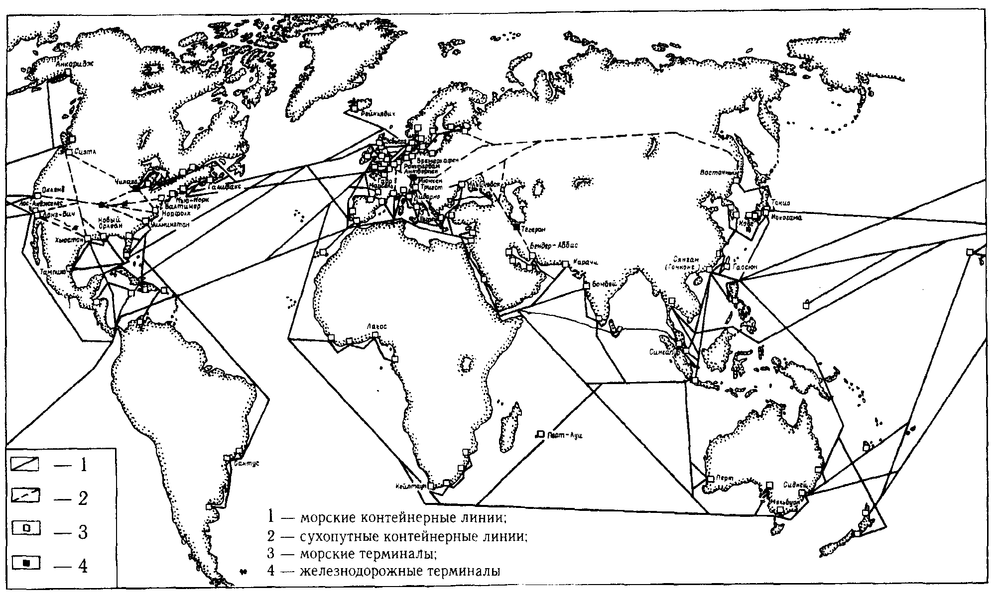 Анкоридж
Рейкьявик
Сиэтл
Эсбьерг
Бремерхафен
Роттердам
Антверпен
Чикаго
Галифакс
Мюнхен
Триест
Ильичевск
Восточный
Окленд
Лос-Анджелес
Лонг-Бич
Нью-Йорк
Балтимор
Норфолк
Уилмингтон
Новый
Орлеан
Хьюстон
Ливорно
Токио
Иокогама
Кобе
Тегеран
Бендер-Аббас
Карачи
Сянган
(Гонконг)
Гаосюн
Тампико
Бомбей
Лагос
Сингапур
Порт-Луи
Сантус
Кейптаун
Перт
Сидней
Мельбурн
— 1
— 2
— 3
— 4
1 — морские контейнерные линии;
2 — сухопутные контейнерные линии;
3 — морские терминалы;
4 — железнодорожные терминалы